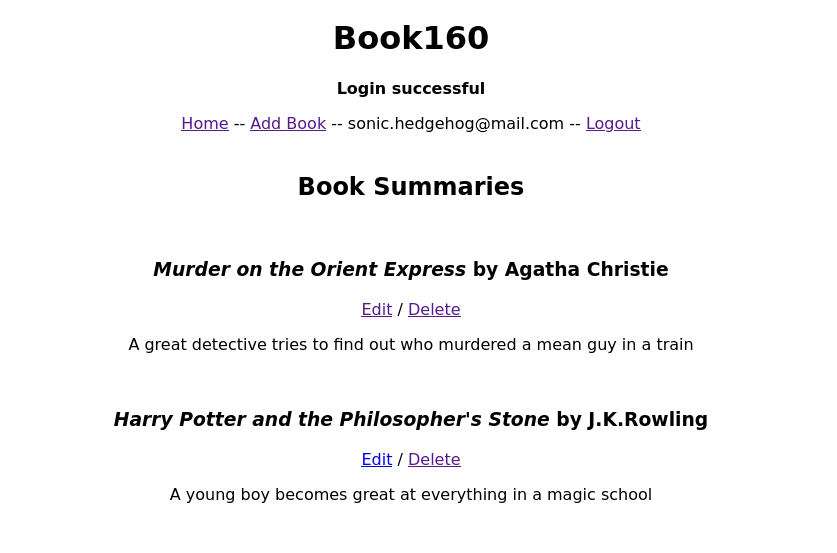 Book160
Login successful
Home -- Add Book -- sonic.hedgehog@mail.com -- Logout
Book Summaries
Murder on the Orient Express by Agatha Christie
Edit / Delete
A great detective tries to find out who murdered a mean guy in a train
Harry Potter and the Philosopher's Stone by J.K.Rowling
Edit / Delete
A young boy becomes great at everything in a magic school